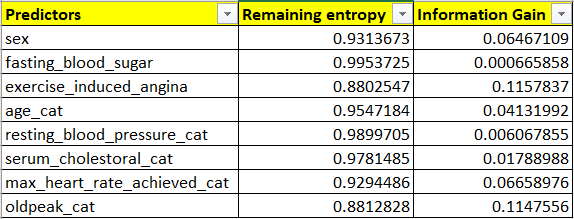 Predictors Remaining entropy Information Gain
sex 0.9313673 0.06467109
fasting_blood_sugar 0.9953725 0.000665858
exercise_induced_angina 0.8802547 0.1157837
age_cat 0.9547184 0.04131992
resting_blood_pressure_cat 0.9899705 0.006067855
serum_cholestoral_cat 0.9781485 0.01788988
max_heart_rate_achieved_cat 0.9294486 0.06658976
oldpeak_cat 0.8812828 0.1147556